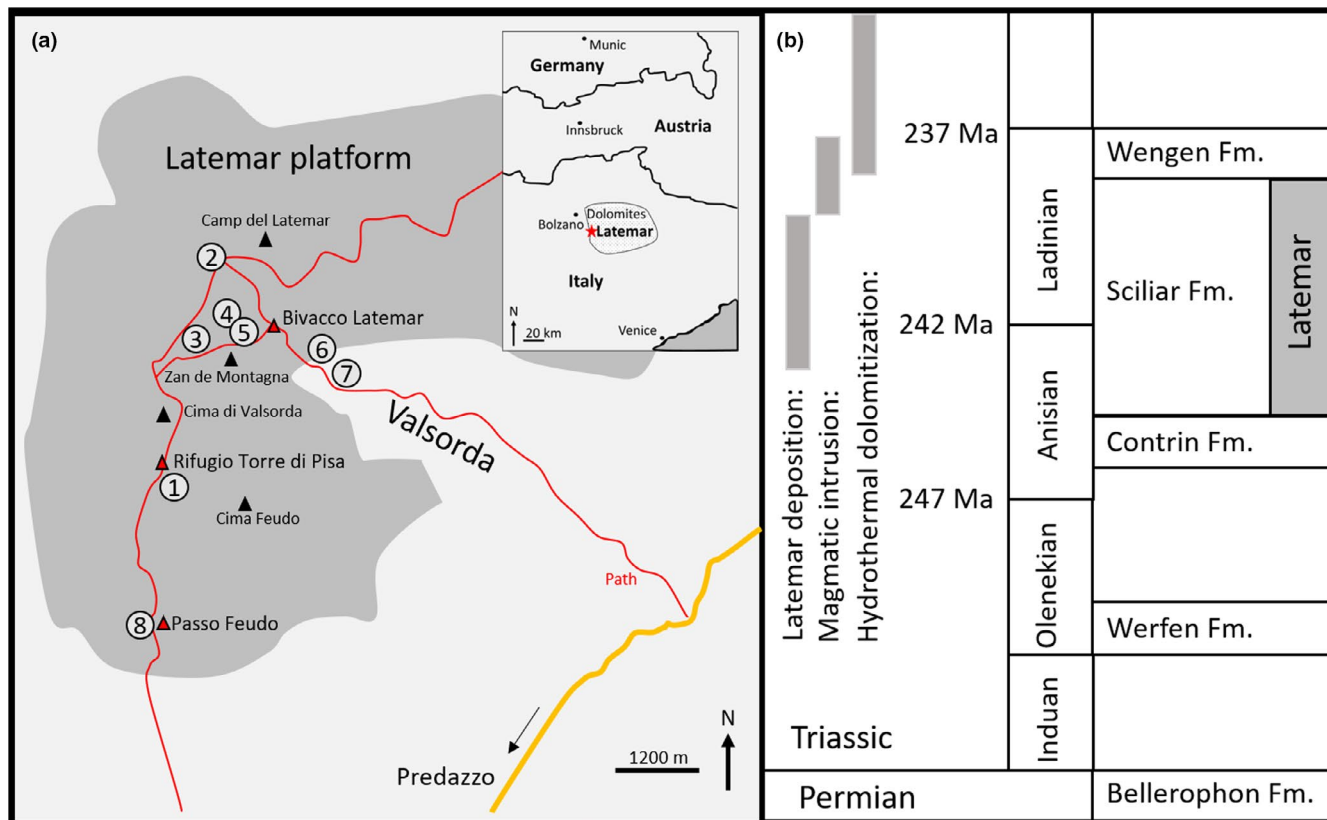 (a)
Latemar platform
Camp del Latemar
2
4
5
3
Bivacco Latemar
6
7
Zan de Montagna
Cima di Valsorda
Valsorda
Rifugio Torre di Pisa
1
Cima Feudo
Path
8
Passo Feudo
Predazzo
N
1200 m
Munic
Germany
Innsbruck
Austria
Bolzano
Dolomites
Latemar
Italy
N
20 km
Venice
(b)
Latemar deposition:
Magmatic intrusion:
Hydrothermal dolomitization:
237 Ma
242 Ma
247 Ma
Triassic
Permian
Ladinian
Anisian
Olenekian
Induan
Wengen Fm.
Sciliar Fm.
Latemar
Contrin Fm.
Werfen Fm.
Bellerophon Fm.